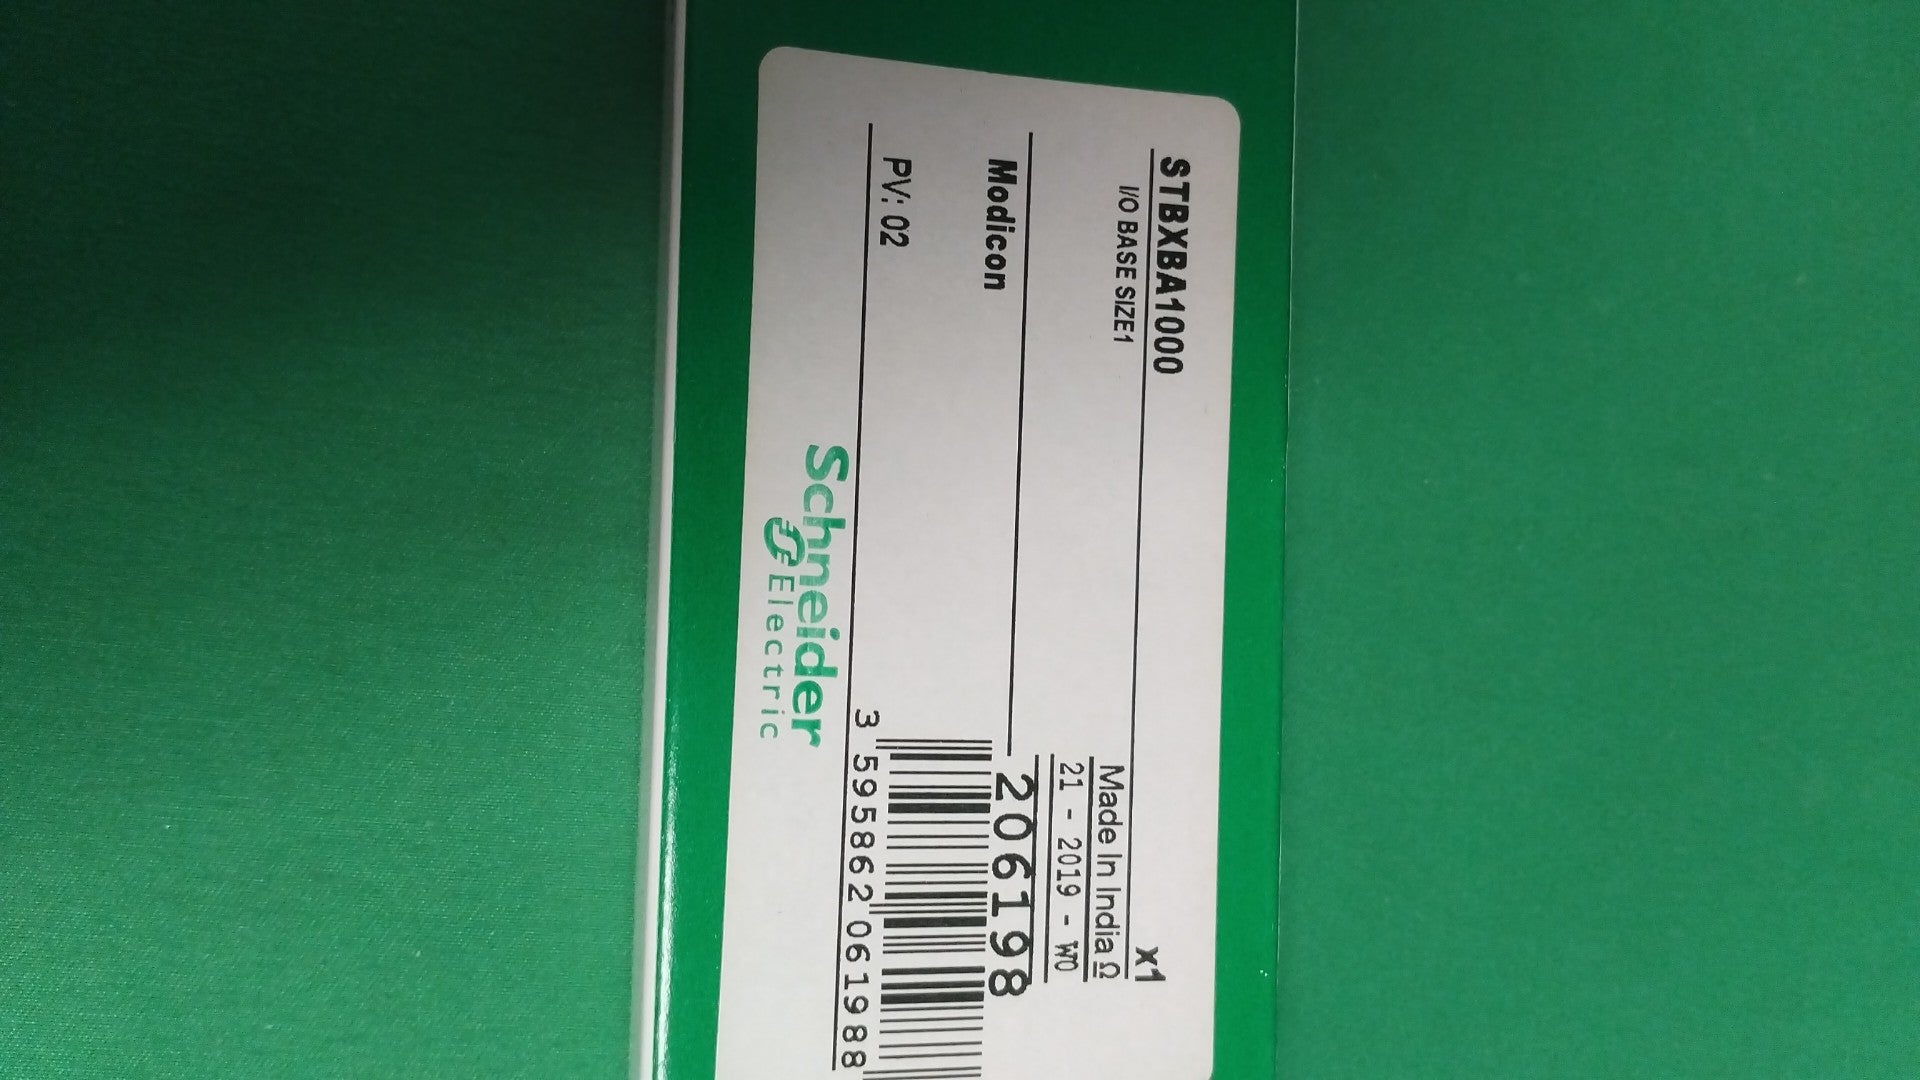 STBXBA1000 x1
I/O BASE SIZE1
Made In India Ω
21 - 2019 - W0
Modicon
206198
PV: 02
3 595862 061988
Schneider
Electric